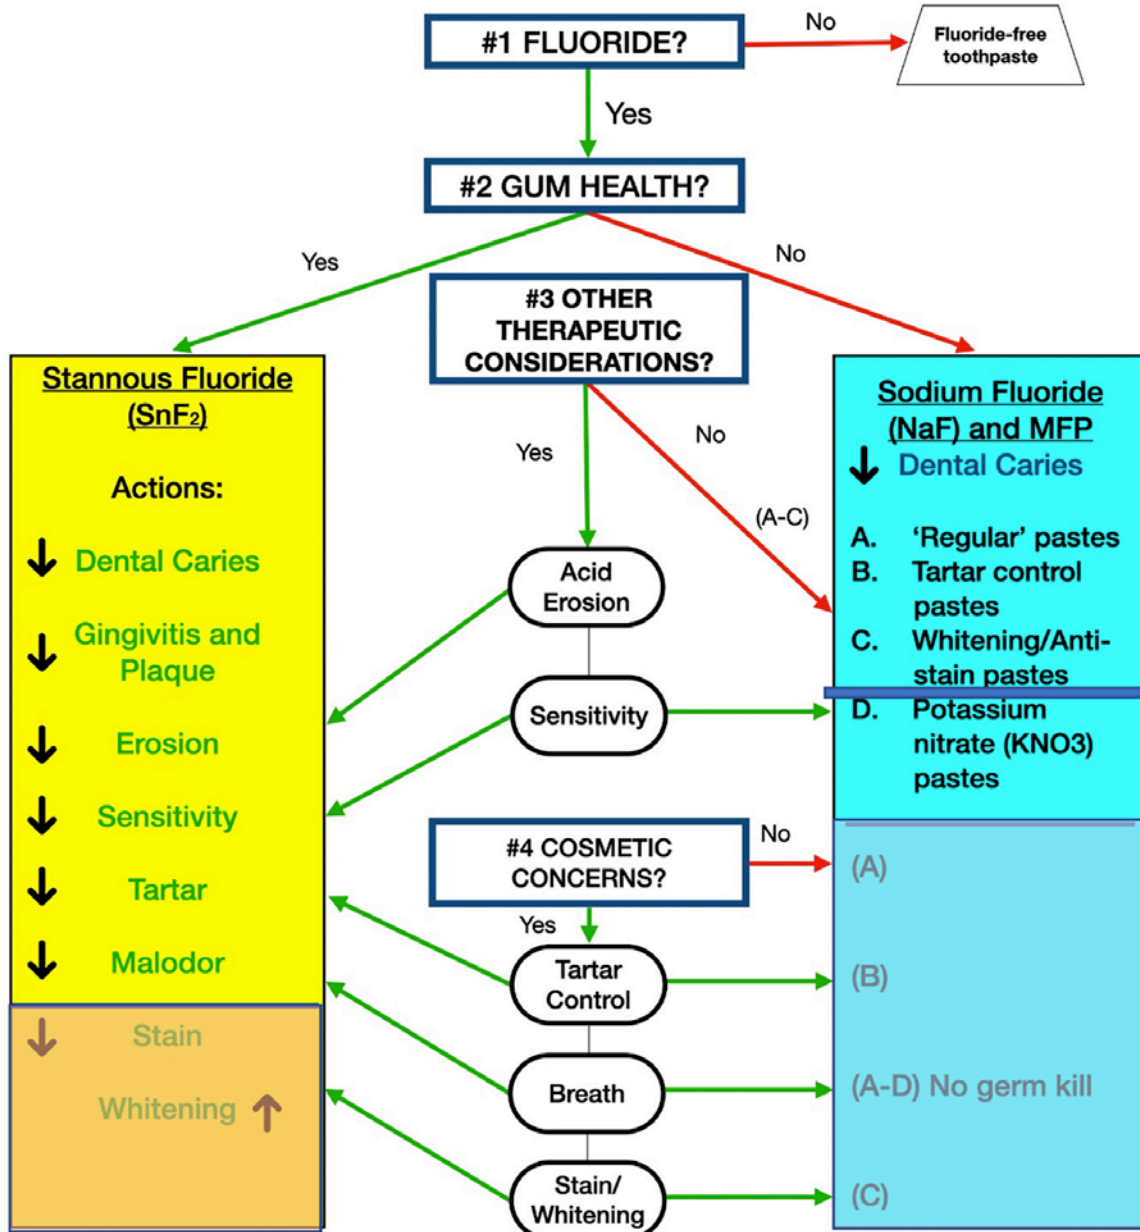 #1 FLUORIDE?
No
Fluoride-free
toothpaste
Yes
#2 GUM HEALTH?
Yes
No
#3 OTHER
THERAPEUTIC
CONSIDERATIONS?
Yes
No
(A-C)
Stannous Fluoride
(SnF₂)
Actions:
↓ Dental Caries
↓ Gingivitis and
Plaque
↓ Erosion
↓ Sensitivity
↓ Tartar
↓ Malodor
↓ Stain
Whitening ↑
Acid
Erosion
Sensitivity
Sodium Fluoride
(NaF) and MFP
↓ Dental Caries
A. ‘Regular’ pastes
B. Tartar control
pastes
C. Whitening/Anti-
stain pastes
D. Potassium
nitrate (KNO3)
pastes
#4 COSMETIC
CONCERNS?
No
(A)
Yes
Tartar
Control
(B)
Breath
(A-D) No germ kill
Stain/
Whitening
(C)